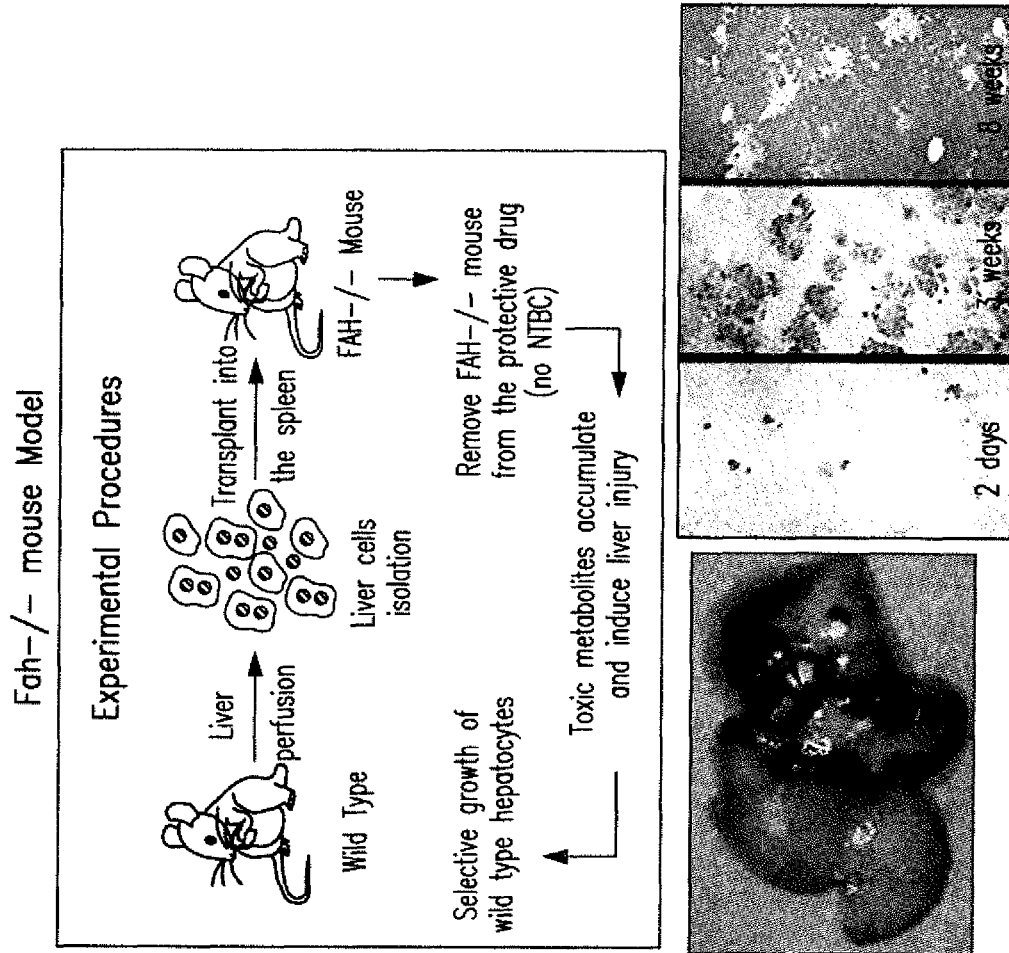 Fah-/- mouse Model
Experimental Procedures
Wild Type
Liver
perfusion
Liver cells
isolation
Transplant into
the spleen
FAH-/- Mouse
Remove FAH-/- mouse
from the protective drug
(no NTBC)
Toxic metabolites accumulate
and induce liver injury
Selective growth of
wild type hepatocytes
2 days
3 weeks
8 weeks